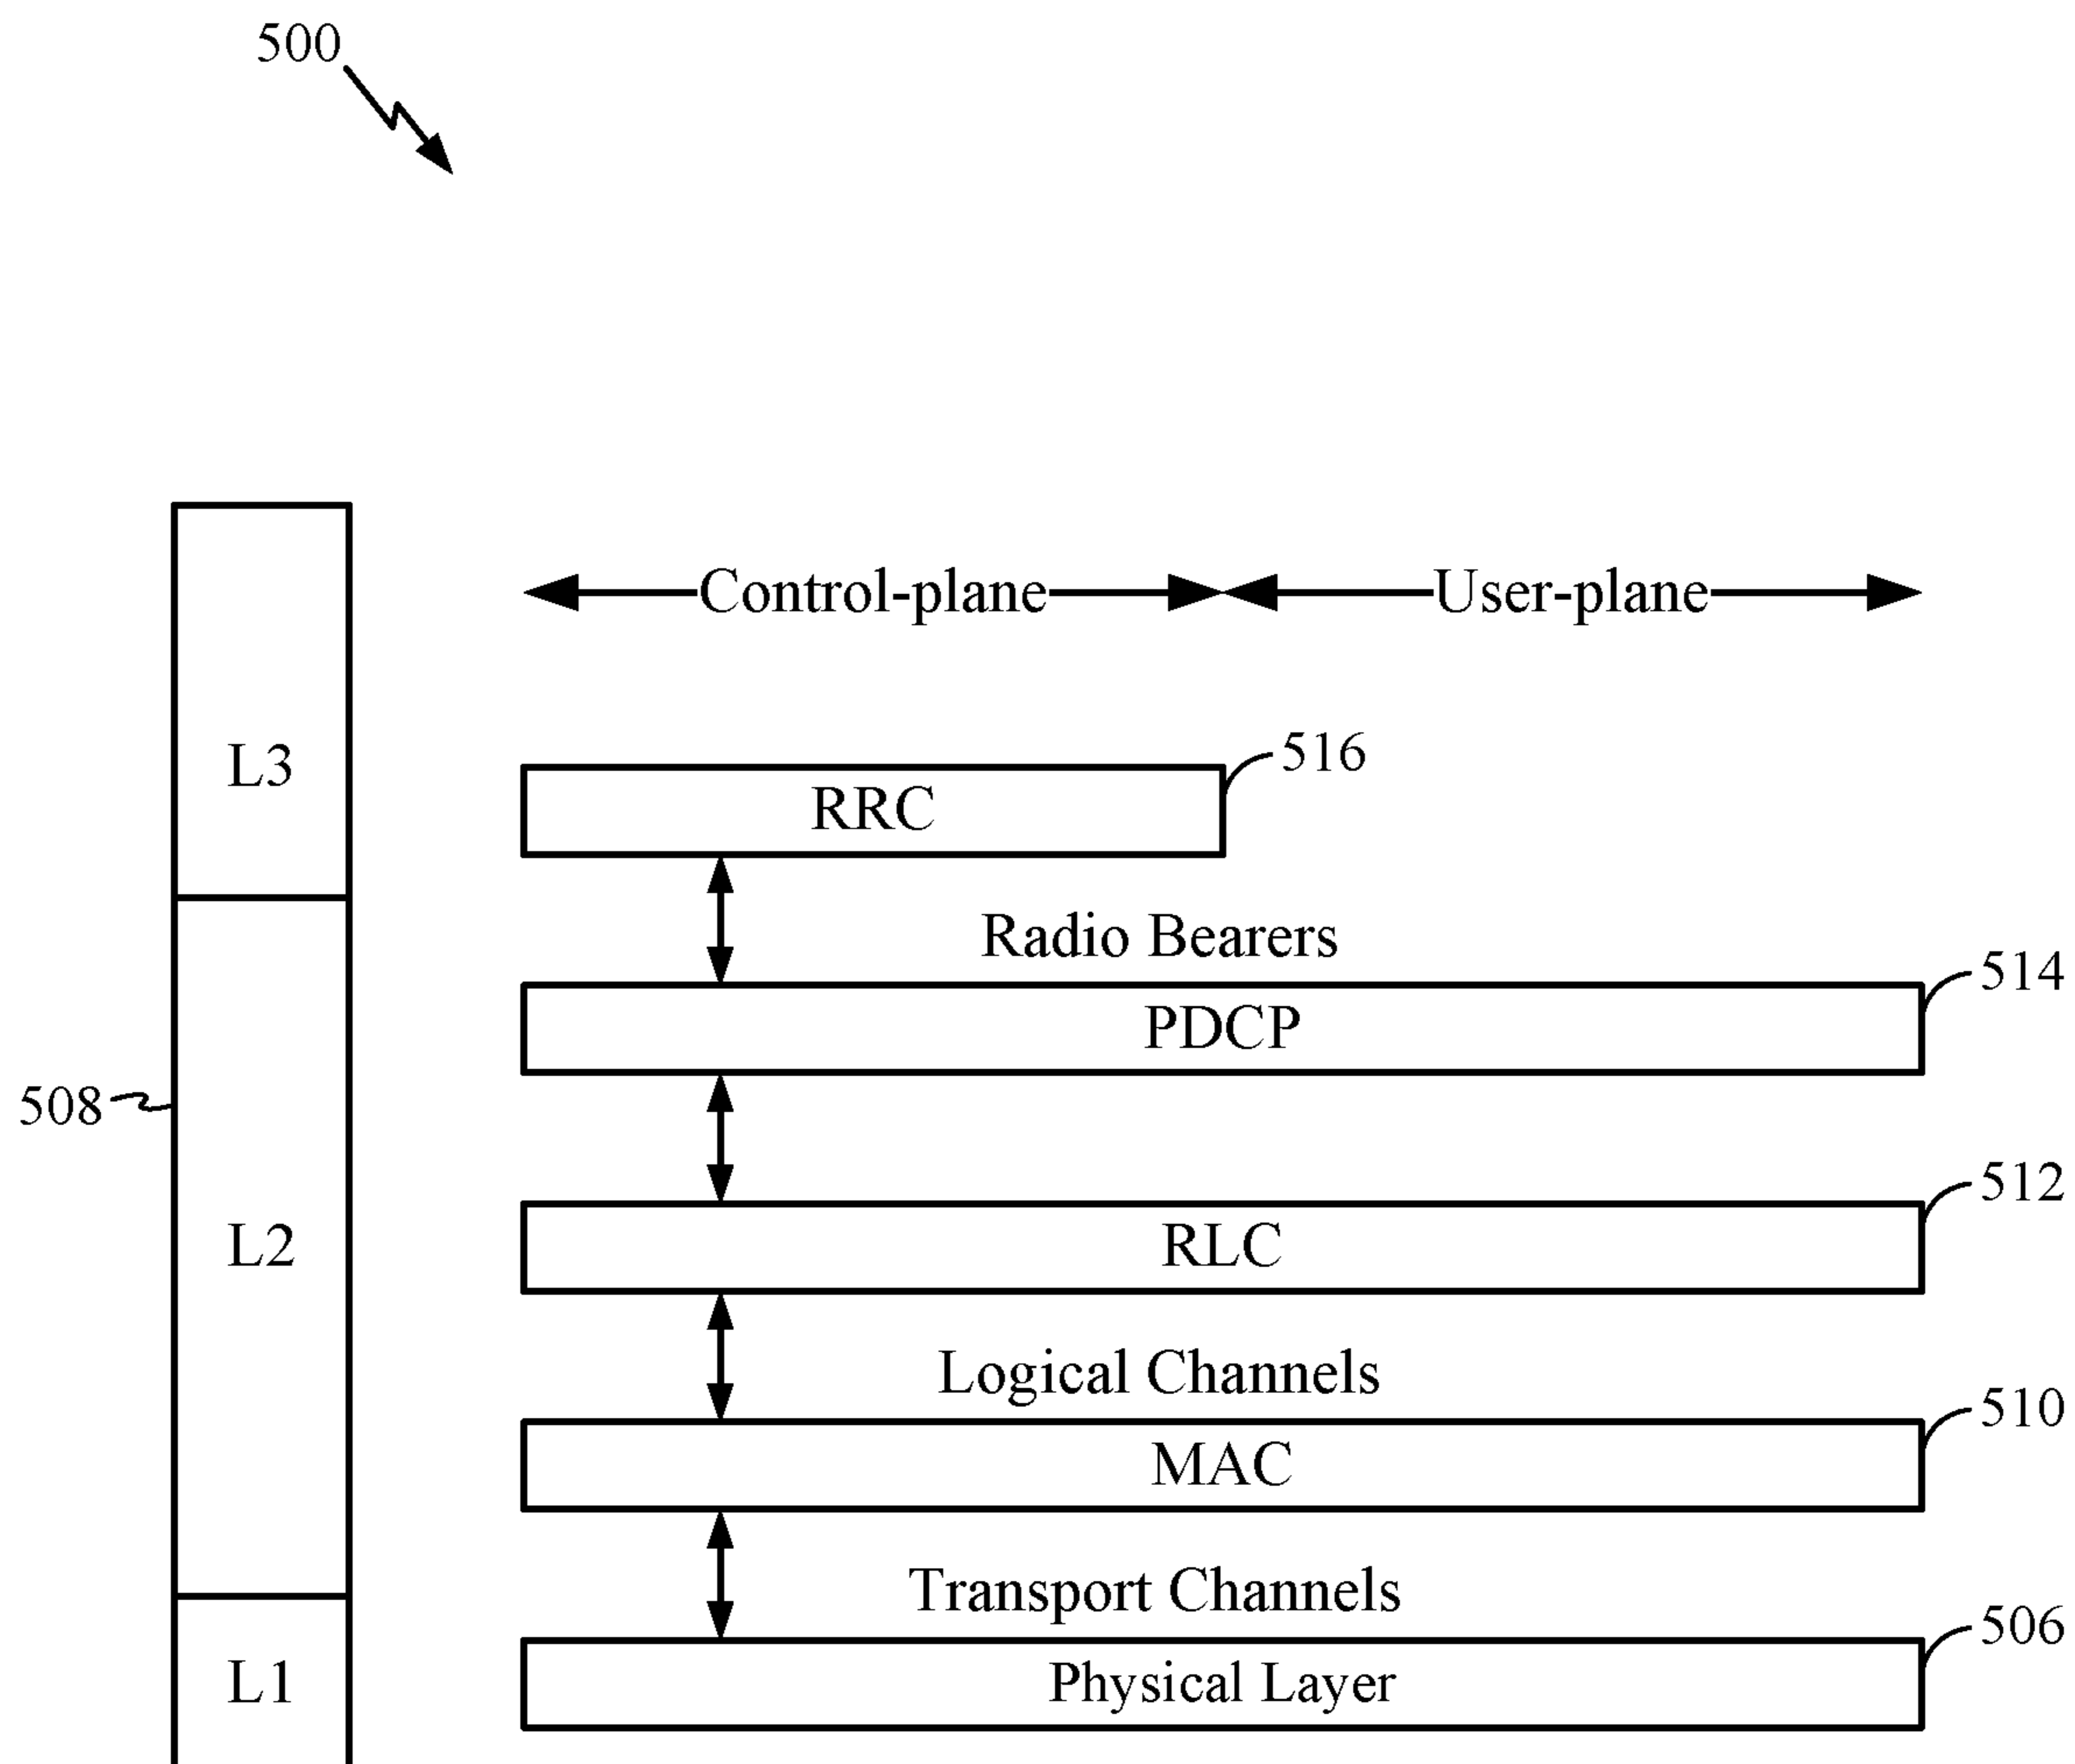 500
Control-plane User-plane
L3
516
RRC
Radio Bearers
514
PDCP
508
512
L2
RLC
Logical Channels
510
MAC
Transport Channels
506
L1
Physical Layer